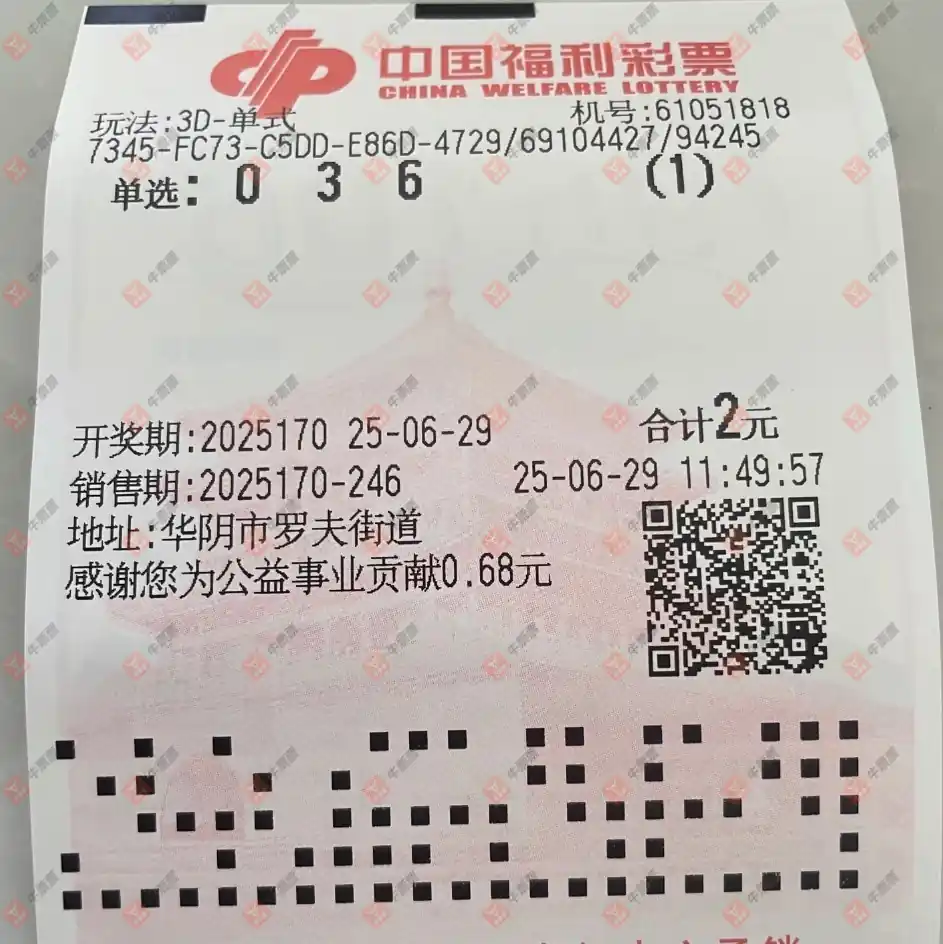 中国福利彩票
CHINA WELFARE LOTTERY
玩法:3D-单式 机号:61051818
7345-FC73-C5DD-E86D-4729/69104427/94245
单选: 0 3 6 (1)
开奖期:2025170 25-06-29 合计2元
销售期:2025170-246 25-06-29 11:49:57
地址:华阴市罗夫街道
感谢您为公益事业贡献0.68元
牛票票